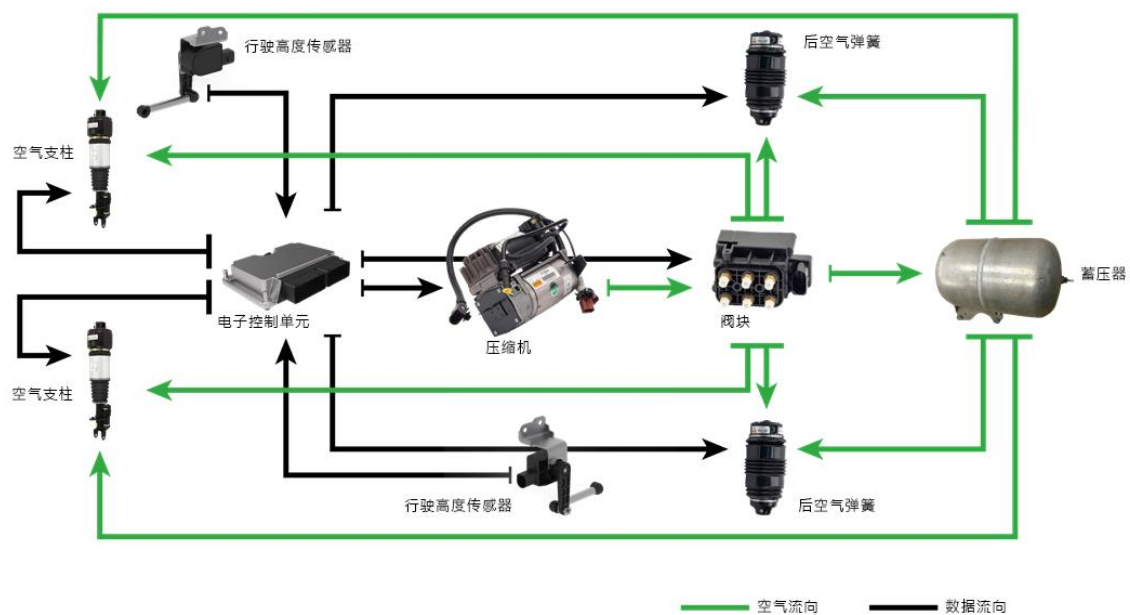 行驶高度传感器
后空气弹簧
空气支柱
蓄压器
电子控制单元
阀块
压缩机
空气支柱
行驶高度传感器
后空气弹簧
空气流向
数据流向